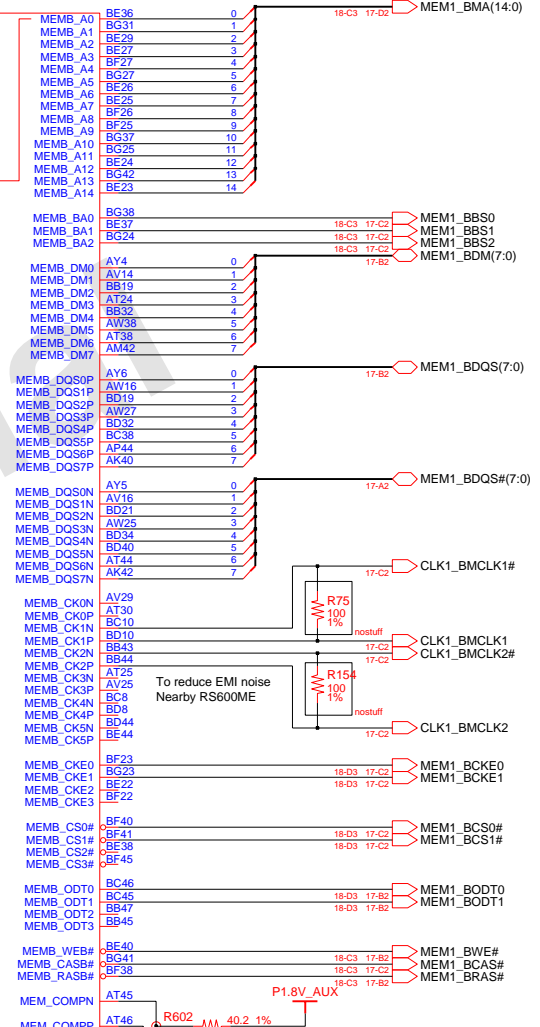 MEMB_A0 BE36 0 18-C3 17-D2 MEM1_BMA(14:0)
MEMB_A1 BG31 1
MEMB_A2 BE29 2
MEMB_A3 BE27 3
MEMB_A4 BF27 4
MEMB_A5 BG27 5
MEMB_A6 BE26 6
MEMB_A7 BE25 7
MEMB_A8 BF26 8
MEMB_A9 BF25 9
MEMB_A10 BG37 10
MEMB_A11 BG25 11
MEMB_A12 BE24 12
MEMB_A13 BG42 13
MEMB_A14 BE23 14
MEMB_BA0 BG38 18-C3 17-C2 MEM1_BBS0
MEMB_BA1 BE37 18-C3 17-C2 MEM1_BBS1
MEMB_BA2 BG24 18-C3 17-C2 MEM1_BBS2
MEMB_DM0 AY4 0 17-B2 MEM1_BDM(7:0)
MEMB_DM1 AV14 1
MEMB_DM2 BB19 2
MEMB_DM3 AT24 3
MEMB_DM4 BB32 4
MEMB_DM5 AW38 5
MEMB_DM6 AT38 6
MEMB_DM7 AM42 7
MEMB_DQS0P AY6 0 17-B2 MEM1_BDQS(7:0)
MEMB_DQS1P AW16 1
MEMB_DQS2P BD19 2
MEMB_DQS3P AW27 3
MEMB_DQS4P BD32 4
MEMB_DQS5P BC38 5
MEMB_DQS6P AP44 6
MEMB_DQS7P AK40 7
MEMB_DQS0N AY5 0 17-A2 MEM1_BDQS#(7:0)
MEMB_DQS1N AV16 1
MEMB_DQS2N BD21 2
MEMB_DQS3N AW25 3
MEMB_DQS4N BD34 4
MEMB_DQS5N BD40 5
MEMB_DQS6N AT44 6
MEMB_DQS7N AK42 7
17-C2 CLK1_BMCLK1#
MEMB_CK0N AV29
MEMB_CK0P AT30
MEMB_CK1N BC10
R75
100
1%
nostuff
MEMB_CK1P BD10 17-C2 CLK1_BMCLK1
MEMB_CK2N BB43 17-C2 CLK1_BMCLK2#
MEMB_CK2P BB44
MEMB_CK3N AT25
MEMB_CK3P AV25
MEMB_CK4N BC8
MEMB_CK4P BD8
MEMB_CK5N BD44
MEMB_CK5P BE44
To reduce EMI noise
Nearby RS600ME
R154
100
1%
nostuff
17-C2 CLK1_BMCLK2
MEMB_CKE0 BF23 18-D3 17-C2 MEM1_BCKE0
MEMB_CKE1 BG23 18-D3 17-C2 MEM1_BCKE1
MEMB_CKE2 BE22
MEMB_CKE3 BF22
MEMB_CS0# BF40 18-D3 17-C2 MEM1_BCS0#
MEMB_CS1# BF41 18-D3 17-C2 MEM1_BCS1#
MEMB_CS2# BE38
MEMB_CS3# BF45
MEMB_ODT0 BC46 18-D3 17-B2 MEM1_BODT0
MEMB_ODT1 BC45 18-D3 17-B2 MEM1_BODT1
MEMB_ODT2 BB47
MEMB_ODT3 BB45
MEMB_WEB# BE40 18-C3 17-B2 MEM1_BWE#
MEMB_CASB# BG41 18-C3 17-C2 MEM1_BCAS#
MEMB_RASB# BF38 18-C3 17-B2 MEM1_BRAS#
P1.8V_AUX
MEM_COMPN AT45
MEM_COMPP AT46 R602 40.2 1%